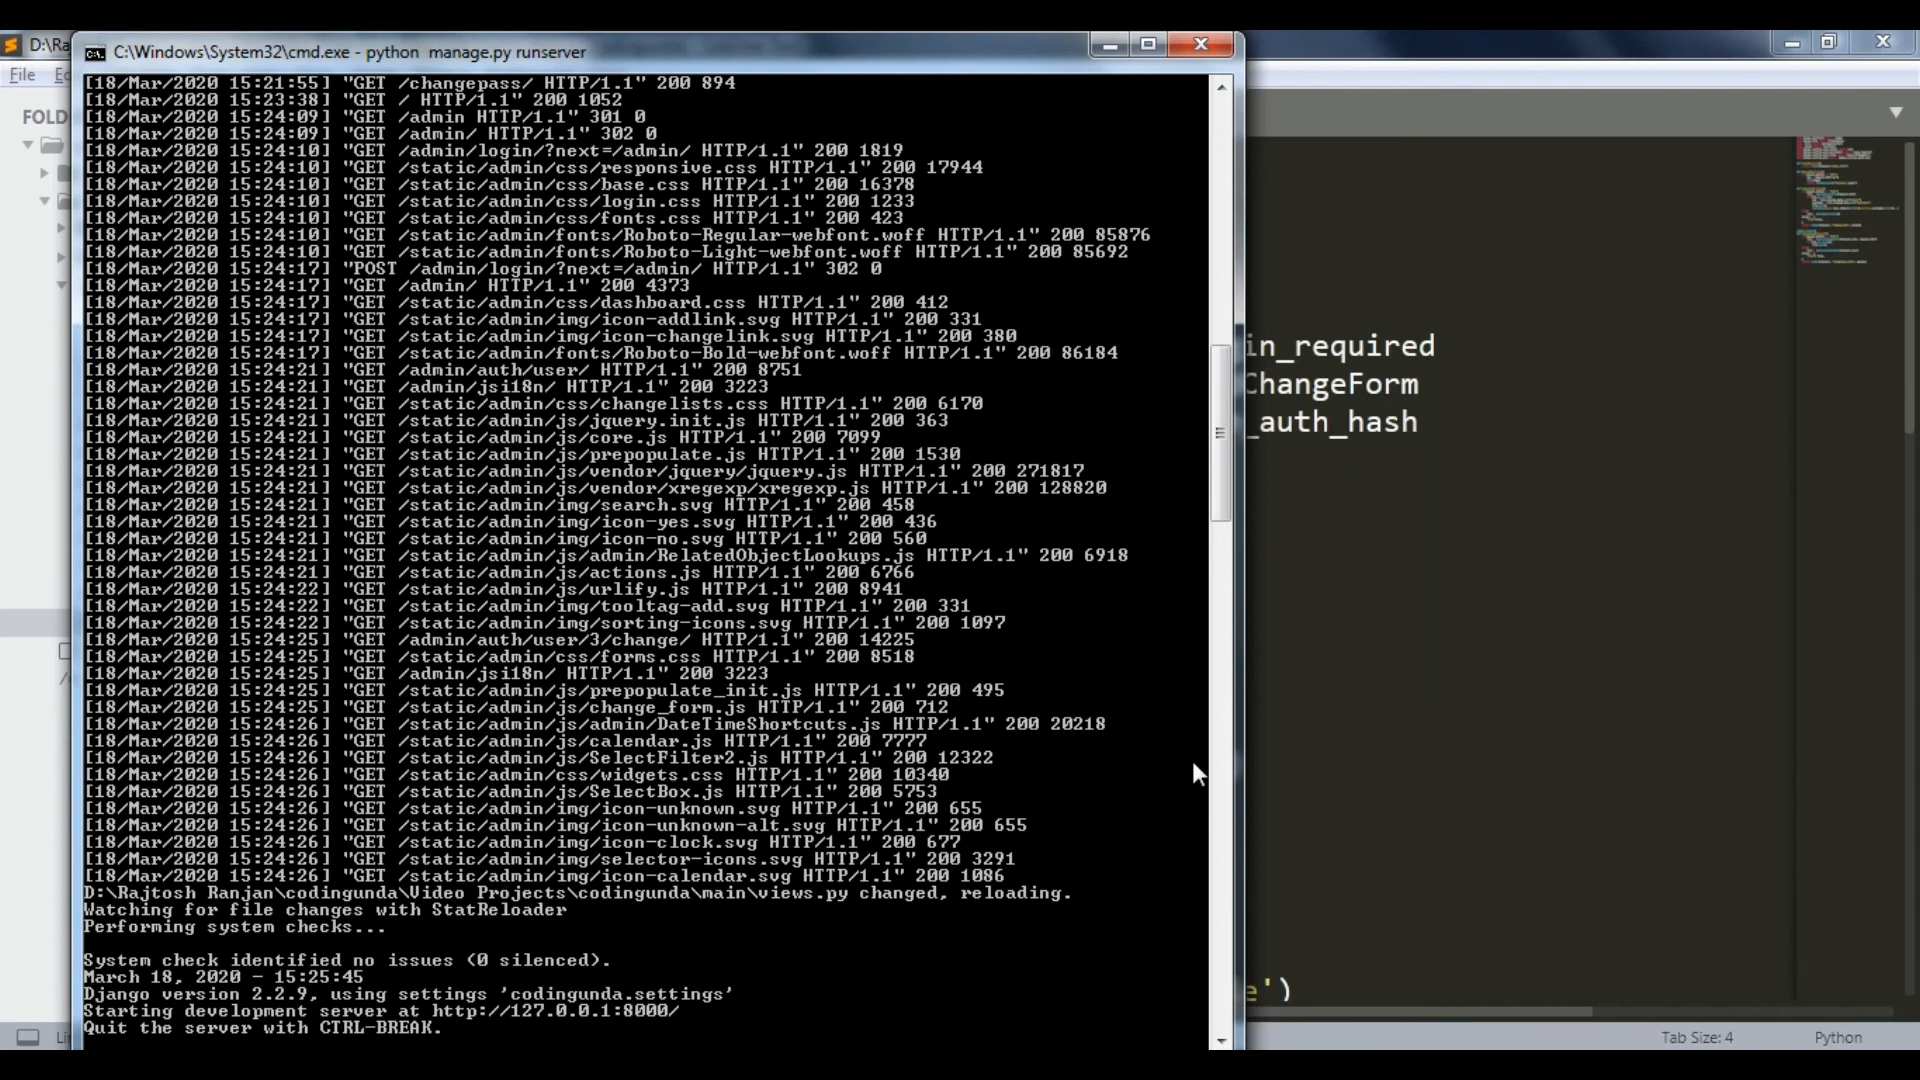 D:\Ra
C:\Windows\System32\cmd.exe - python  manage.py runserver
File
FOLD
[18/Mar/2020 15:21:55] "GET /changepass/ HTTP/1.1" 200 894
[18/Mar/2020 15:23:38] "GET / HTTP/1.1" 200 1052
[18/Mar/2020 15:24:09] "GET /admin HTTP/1.1" 301 0
[18/Mar/2020 15:24:09] "GET /admin/ HTTP/1.1" 302 0
[18/Mar/2020 15:24:10] "GET /admin/login/?next=/admin/ HTTP/1.1" 200 1819
[18/Mar/2020 15:24:10] "GET /static/admin/css/responsive.css HTTP/1.1" 200 17944
[18/Mar/2020 15:24:10] "GET /static/admin/css/base.css HTTP/1.1" 200 16378
[18/Mar/2020 15:24:10] "GET /static/admin/css/login.css HTTP/1.1" 200 1233
[18/Mar/2020 15:24:10] "GET /static/admin/css/fonts.css HTTP/1.1" 200 423
[18/Mar/2020 15:24:10] "GET /static/admin/fonts/Roboto-Regular-webfont.woff HTTP/1.1" 200 85876
[18/Mar/2020 15:24:10] "GET /static/admin/fonts/Roboto-Light-webfont.woff HTTP/1.1" 200 85692
[18/Mar/2020 15:24:17] "POST /admin/login/?next=/admin/ HTTP/1.1" 302 0
[18/Mar/2020 15:24:17] "GET /admin/ HTTP/1.1" 200 4373
[18/Mar/2020 15:24:17] "GET /static/admin/css/dashboard.css HTTP/1.1" 200 412
[18/Mar/2020 15:24:17] "GET /static/admin/img/icon-addlink.svg HTTP/1.1" 200 331
[18/Mar/2020 15:24:17] "GET /static/admin/img/icon-changelink.svg HTTP/1.1" 200 380
[18/Mar/2020 15:24:17] "GET /static/admin/fonts/Roboto-Bold-webfont.woff HTTP/1.1" 200 86184
[18/Mar/2020 15:24:21] "GET /admin/auth/user/ HTTP/1.1" 200 8751
[18/Mar/2020 15:24:21] "GET /admin/jsi18n/ HTTP/1.1" 200 3223
[18/Mar/2020 15:24:21] "GET /static/admin/css/changelists.css HTTP/1.1" 200 6170
[18/Mar/2020 15:24:21] "GET /static/admin/js/jquery.init.js HTTP/1.1" 200 363
[18/Mar/2020 15:24:21] "GET /static/admin/js/core.js HTTP/1.1" 200 7099
[18/Mar/2020 15:24:21] "GET /static/admin/js/prepopulate.js HTTP/1.1" 200 1530
[18/Mar/2020 15:24:21] "GET /static/admin/js/vendor/jquery/jquery.js HTTP/1.1" 200 271817
[18/Mar/2020 15:24:21] "GET /static/admin/js/vendor/xregexp/xregexp.js HTTP/1.1" 200 128820
[18/Mar/2020 15:24:21] "GET /static/admin/img/search.svg HTTP/1.1" 200 458
[18/Mar/2020 15:24:21] "GET /static/admin/img/icon-yes.svg HTTP/1.1" 200 436
[18/Mar/2020 15:24:21] "GET /static/admin/img/icon-no.svg HTTP/1.1" 200 560
[18/Mar/2020 15:24:21] "GET /static/admin/js/admin/RelatedObjectLookups.js HTTP/1.1" 200 6918
[18/Mar/2020 15:24:21] "GET /static/admin/js/actions.js HTTP/1.1" 200 6766
[18/Mar/2020 15:24:22] "GET /static/admin/js/urlify.js HTTP/1.1" 200 8941
[18/Mar/2020 15:24:22] "GET /static/admin/img/tooltag-add.svg HTTP/1.1" 200 331
[18/Mar/2020 15:24:22] "GET /static/admin/img/sorting-icons.svg HTTP/1.1" 200 1097
[18/Mar/2020 15:24:25] "GET /admin/auth/user/3/change/ HTTP/1.1" 200 14225
[18/Mar/2020 15:24:25] "GET /static/admin/css/forms.css HTTP/1.1" 200 8518
[18/Mar/2020 15:24:25] "GET /admin/jsi18n/ HTTP/1.1" 200 3223
[18/Mar/2020 15:24:25] "GET /static/admin/js/prepopulate_init.js HTTP/1.1" 200 495
[18/Mar/2020 15:24:25] "GET /static/admin/js/change_form.js HTTP/1.1" 200 712
[18/Mar/2020 15:24:26] "GET /static/admin/js/admin/DateTimeShortcuts.js HTTP/1.1" 200 20218
[18/Mar/2020 15:24:26] "GET /static/admin/js/calendar.js HTTP/1.1" 200 7777
[18/Mar/2020 15:24:26] "GET /static/admin/js/SelectFilter2.js HTTP/1.1" 200 12322
[18/Mar/2020 15:24:26] "GET /static/admin/css/widgets.css HTTP/1.1" 200 10340
[18/Mar/2020 15:24:26] "GET /static/admin/js/SelectBox.js HTTP/1.1" 200 5753
[18/Mar/2020 15:24:26] "GET /static/admin/img/icon-unknown.svg HTTP/1.1" 200 655
[18/Mar/2020 15:24:26] "GET /static/admin/img/icon-unknown-alt.svg HTTP/1.1" 200 655
[18/Mar/2020 15:24:26] "GET /static/admin/img/icon-clock.svg HTTP/1.1" 200 677
[18/Mar/2020 15:24:26] "GET /static/admin/img/selector-icons.svg HTTP/1.1" 200 3291
[18/Mar/2020 15:24:26] "GET /static/admin/img/icon-calendar.svg HTTP/1.1" 200 1086
D:\Rajtosh Ranjan\codingunda\Video Projects\codingunda\main\views.py changed, reloading.
Watching for file changes with StatReloader
Performing system checks...
System check identified no issues (0 silenced).
March 18, 2020 - 15:25:45
Django version 2.2.9, using settings 'codingunda.settings'
Starting development server at http://127.0.0.1:8000/
Quit the server with CTRL-BREAK.
in_required
ChangeForm
_auth_hash
e')
Tab Size: 4
Python